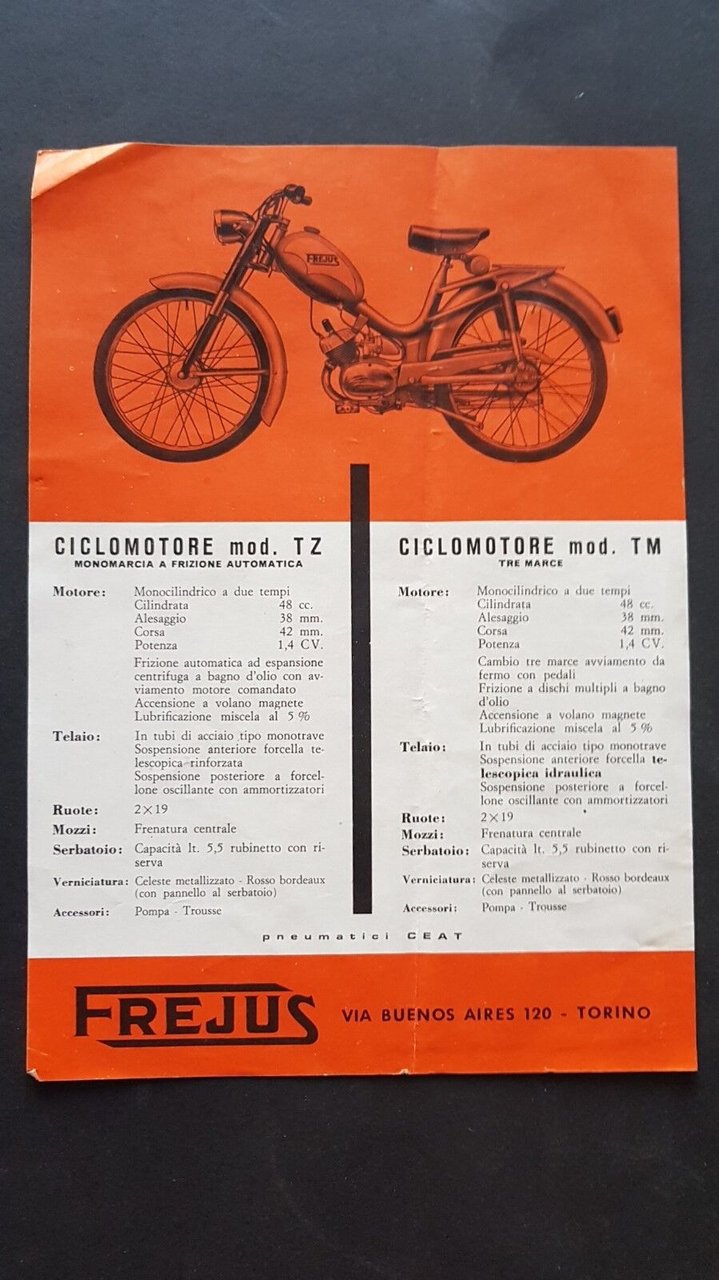 FREJUS
CICLOMOTORE mod. TZ
MONOMARCIA A FRIZIONE AUTOMATICA
Motore: Monocilindrico a due tempi
Cilindrata 48 cc.
Alesaggio 38 mm.
Corsa 42 mm.
Potenza 1,4 CV.
Frizione automatica ad espansione
centrifuga a bagno d'olio con av-
viamento motore comandato
Accensione a volano magnete
Lubrificazione miscela al 5 %
Telaio: In tubi di acciaio tipo monotrave
Sospensione anteriore forcella te-
lescopica rinforzata
Sospensione posteriore a forcel-
lone oscillante con ammortizzatori
Ruote: 2×19
Mozzi: Frenatura centrale
Serbatoio: Capacità lt. 5,5 rubinetto con ri-
serva
Verniciatura: Celeste metallizzato - Rosso bordeaux
(con pannello al serbatoio)
Accessori: Pompa - Trousse
CICLOMOTORE mod. TM
TRE MARCE
Motore: Monocilindrico a due tempi
Cilindrata 48 cc.
Alesaggio 38 mm.
Corsa 42 mm.
Potenza 1,4 CV.
Cambio tre marce avviamento da
fermo con pedali
Frizione a dischi multipli a bagno
d'olio
Accensione a volano magnete
Lubrificazione miscela al 5 %
Telaio: In tubi di acciaio tipo monotrave
Sospensione anteriore forcella te-
lescopica idraulica
Sospensione posteriore a forcel-
lone oscillante con ammortizzatori
Ruote: 2×19
Mozzi: Frenatura centrale
Serbatoio: Capacità lt. 5,5 rubinetto con ri-
serva
Verniciatura: Celeste metallizzato - Rosso bordeaux
(con pannello al serbatoio)
Accessori: Pompa - Trousse
pneumatici CEAT
FREJUS VIA BUENOS AIRES 120 - TORINO